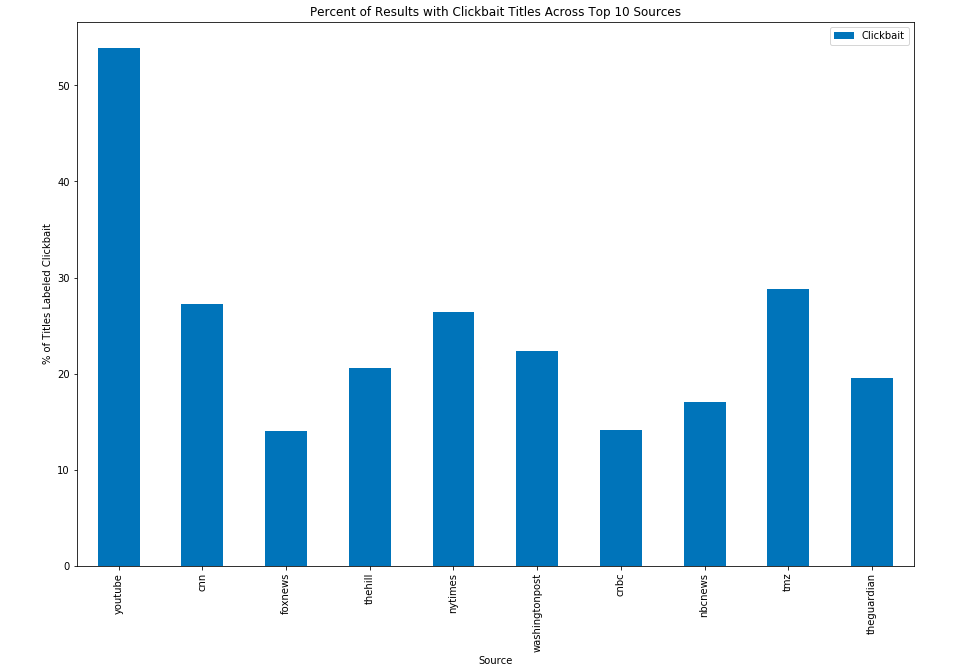 Percent of Results with Clickbait Titles Across Top 10 Sources
Clickbait
% of Titles Labeled Clickbait
50
40
30
20
10
0
youtube
cnn
foxnews
thehill
nytimes
washingtonpost
cnbc
nbcnews
tmz
theguardian
Source